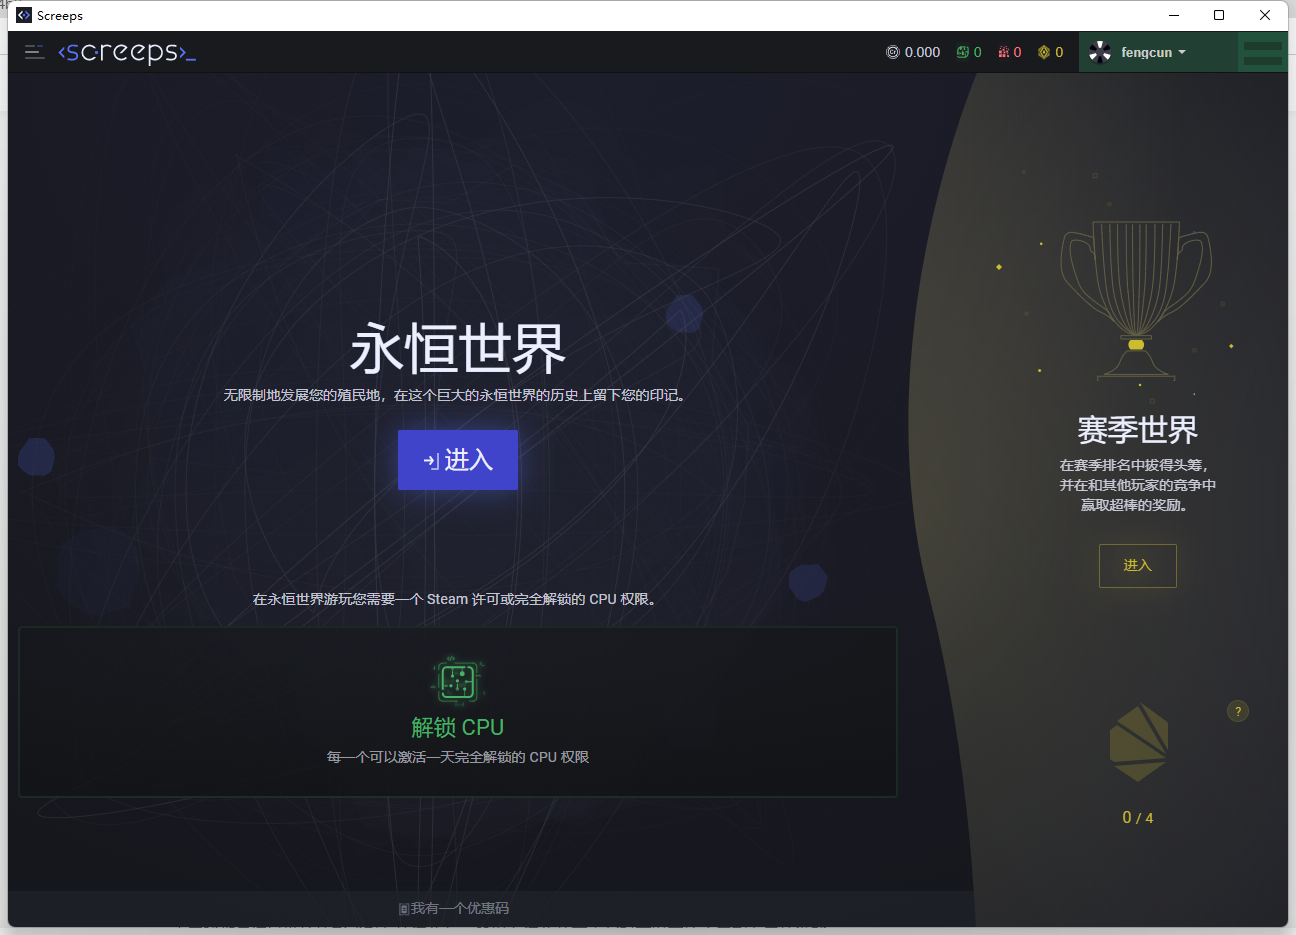 Screeps
<screeps>_
0.000 0 0 0 fengcun
永恒世界
无限制地发展您的殖民地，在这个巨大的永恒世界的历史上留下您的印记。
进入
在永恒世界游玩您需要一个 Steam 许可或完全解锁的 CPU 权限。
解锁 CPU
每一个可以激活一天完全解锁的 CPU 权限
我有一个优惠码
赛季世界
在赛季排名中拔得头筹，
并在和其他玩家的竞争中
赢取超棒的奖励。
进入
?
0 / 4